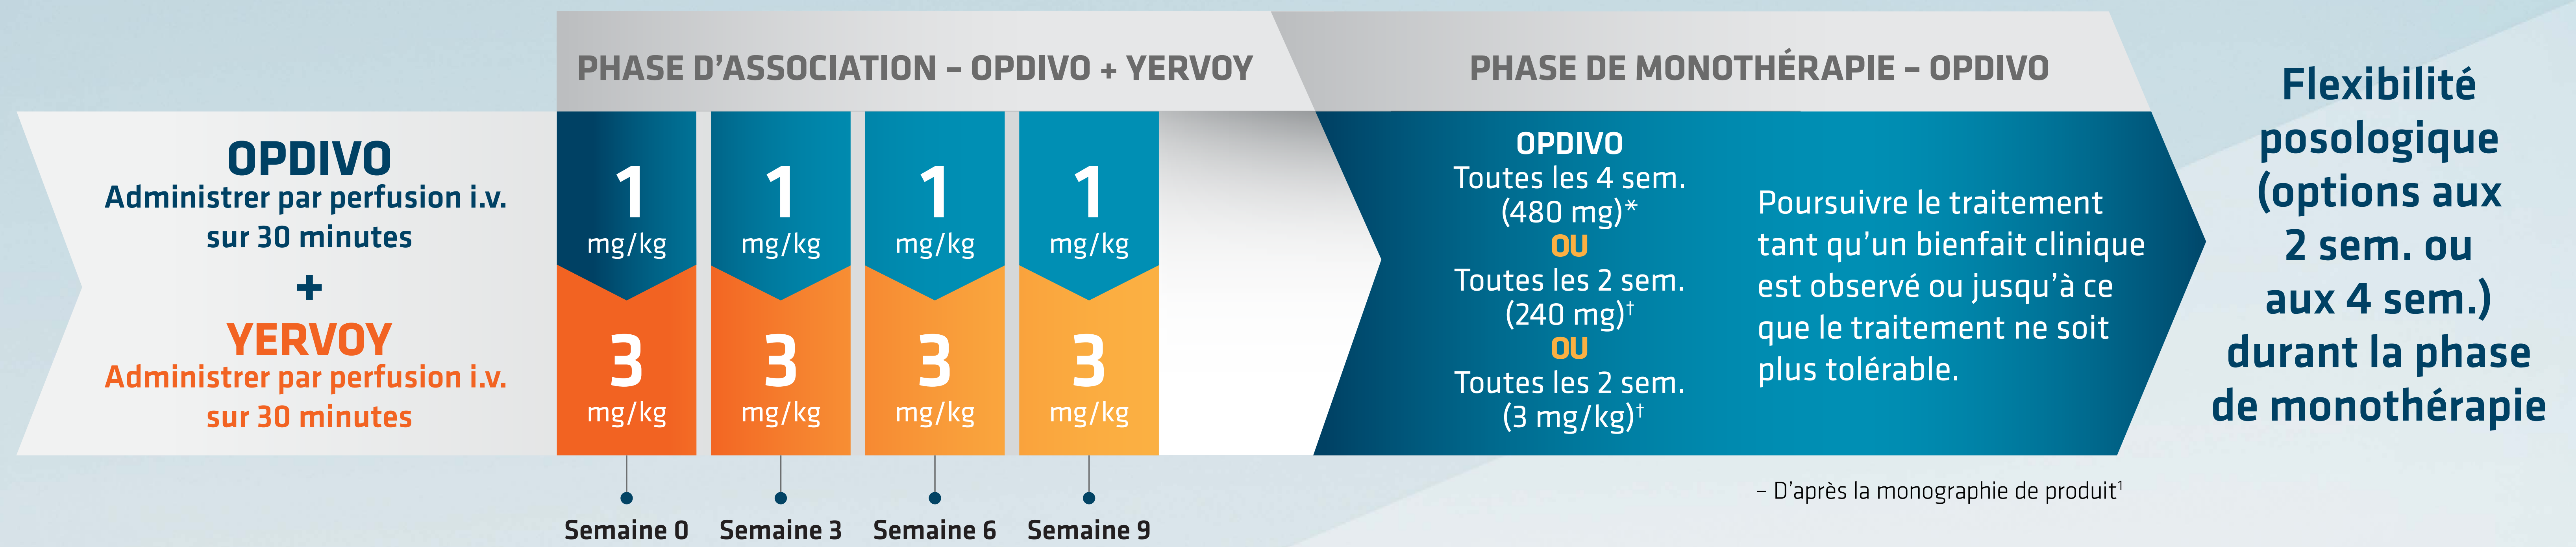 PHASE D'ASSOCIATION – OPDIVO + YERVOY
PHASE DE MONOTHÉRAPIE – OPDIVO
OPDIVO
Administrer par perfusion i.v.
sur 30 minutes
+
YERVOY
Administrer par perfusion i.v.
sur 30 minutes
1
mg/kg
3
mg/kg
Semaine 0
1
mg/kg
3
mg/kg
Semaine 3
1
mg/kg
3
mg/kg
Semaine 6
1
mg/kg
3
mg/kg
Semaine 9
OPDIVO
Toutes les 4 sem.
(480 mg)*
OU
Toutes les 2 sem.
(240 mg)†
OU
Toutes les 2 sem.
(3 mg/kg)†
Poursuivre le traitement
tant qu'un bienfait clinique
est observé ou jusqu'à ce
que le traitement ne soit
plus tolérable.
– D'après la monographie de produit¹
Flexibilité
posologique
(options aux
2 sem. ou
aux 4 sem.)
durant la phase
de monothérapie